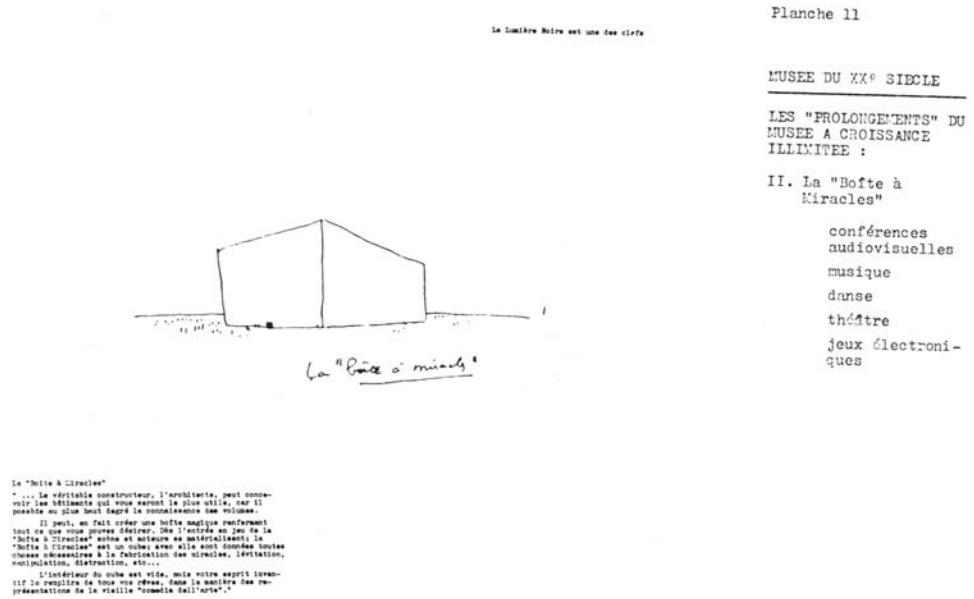 La Lumière Noire est une des clefs
Planche 11
MUSEE DU XXº SIECLE
LES "PROLONGEMENTS" DU
MUSEE A CROISSANCE
ILLIMITEE :
II. La "Boîte à
Miracles"
conférences
audiovisuelles
musique
danse
théâtre
jeux électroni-
ques
La "boîte à miracles"
La "Boîte à Miracles"
" ... Le véritable constructeur, l'architecte, peut conce-
voir les bâtiments qui vous seront le plus utile, car il
possède au plus haut degré la connaissance des volumes.
Il peut, en fait créer une boîte magique renfermant
tout ce que vous pouvez désirer. Dès l'entrée en jeu de la
"Boîte à Miracles" scène et acteurs se matérialisent; la
"Boîte à Miracles" est un cube; avec elle sont données toutes
choses nécessaires à la fabrication des miracles, lévitation,
manipulation, distraction, etc...
L'intérieur du cube est vide, mais votre esprit inven-
tif le remplira de tous vos rêves, dans la manière des re-
présentations de la vieille "comedia dell'arte"."